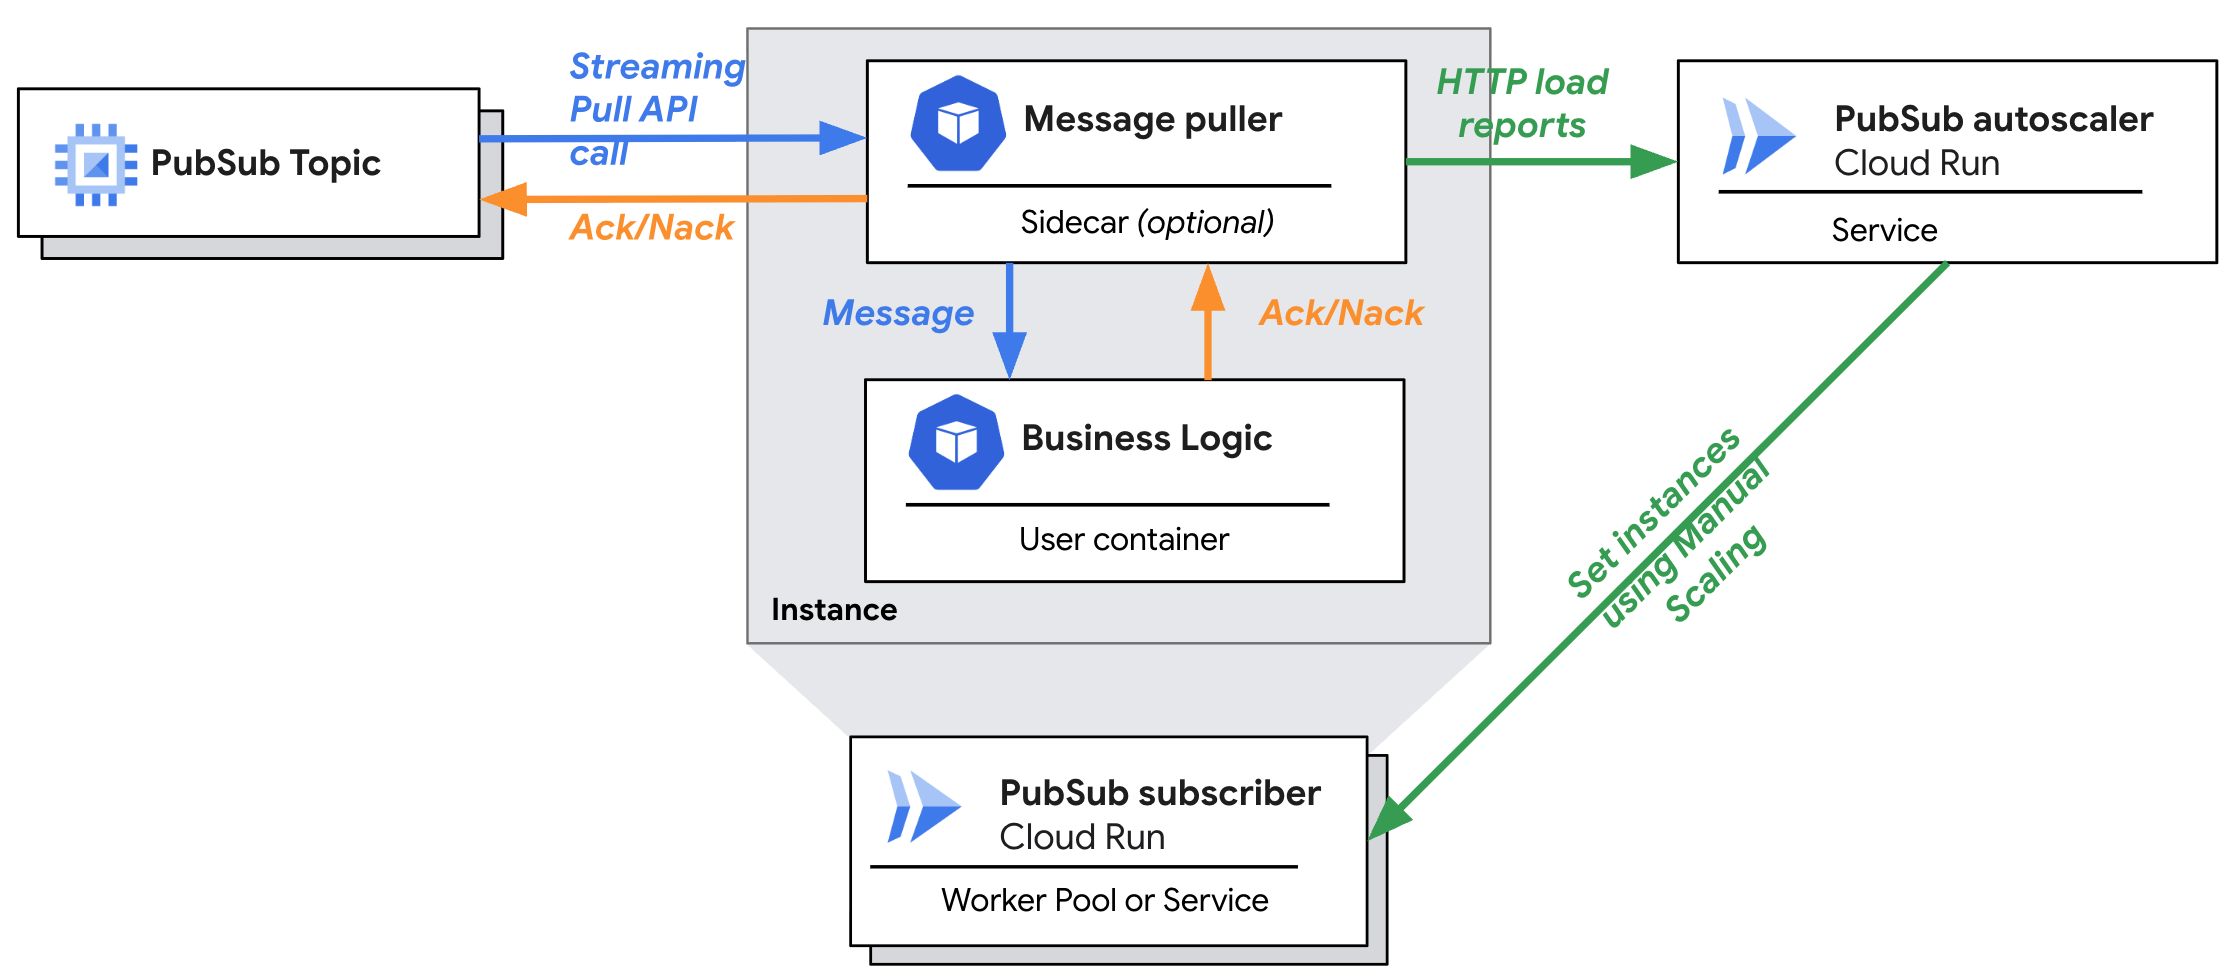 PubSub Topic
Streaming
Pull API
call
Ack/Nack
Message puller
Sidecar (optional)
HTTP load
reports
PubSub autoscaler
Cloud Run
Service
Message
Ack/Nack
Business Logic
User container
Instance
Set instances
using Manual
Scaling
PubSub subscriber
Cloud Run
Worker Pool or Service